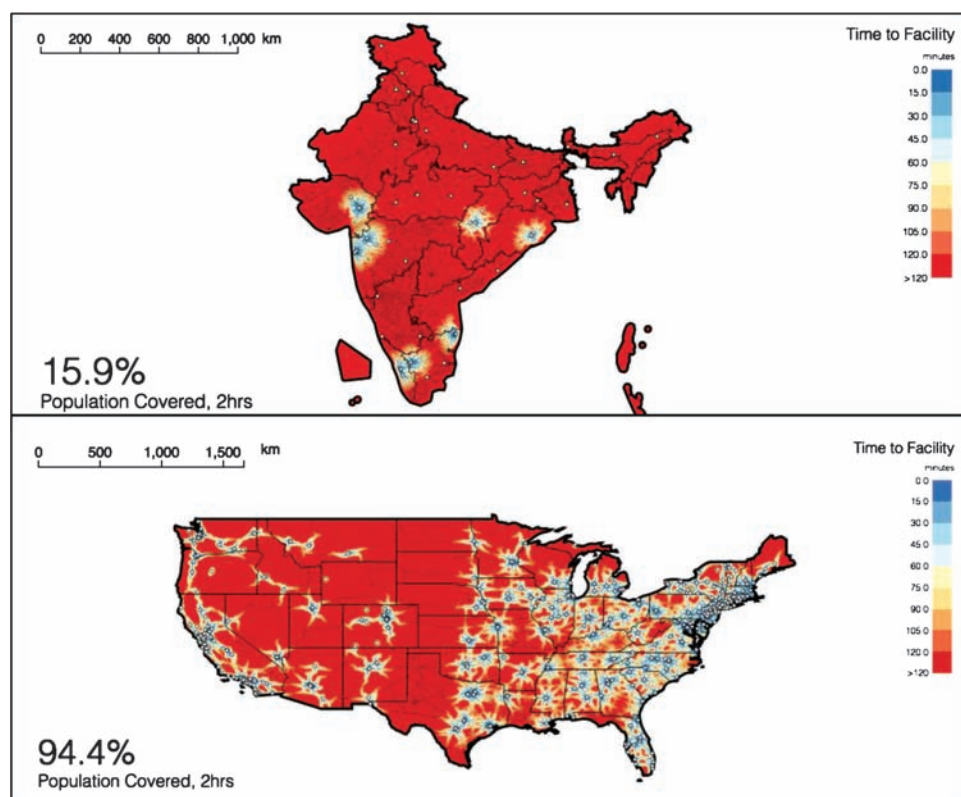 0 200 400 600 800 1,000 km
Time to Facility
minutes
0.0
15.0
30.0
45.0
60.0
75.0
90.0
105.0
120.0
>120
15.9%
Population Covered, 2hrs
0 500 1,000 1,500 km
Time to Facility
minutes
0.0
15.0
30.0
45.0
60.0
75.0
90.0
105.0
120.0
>120
94.4%
Population Covered, 2hrs